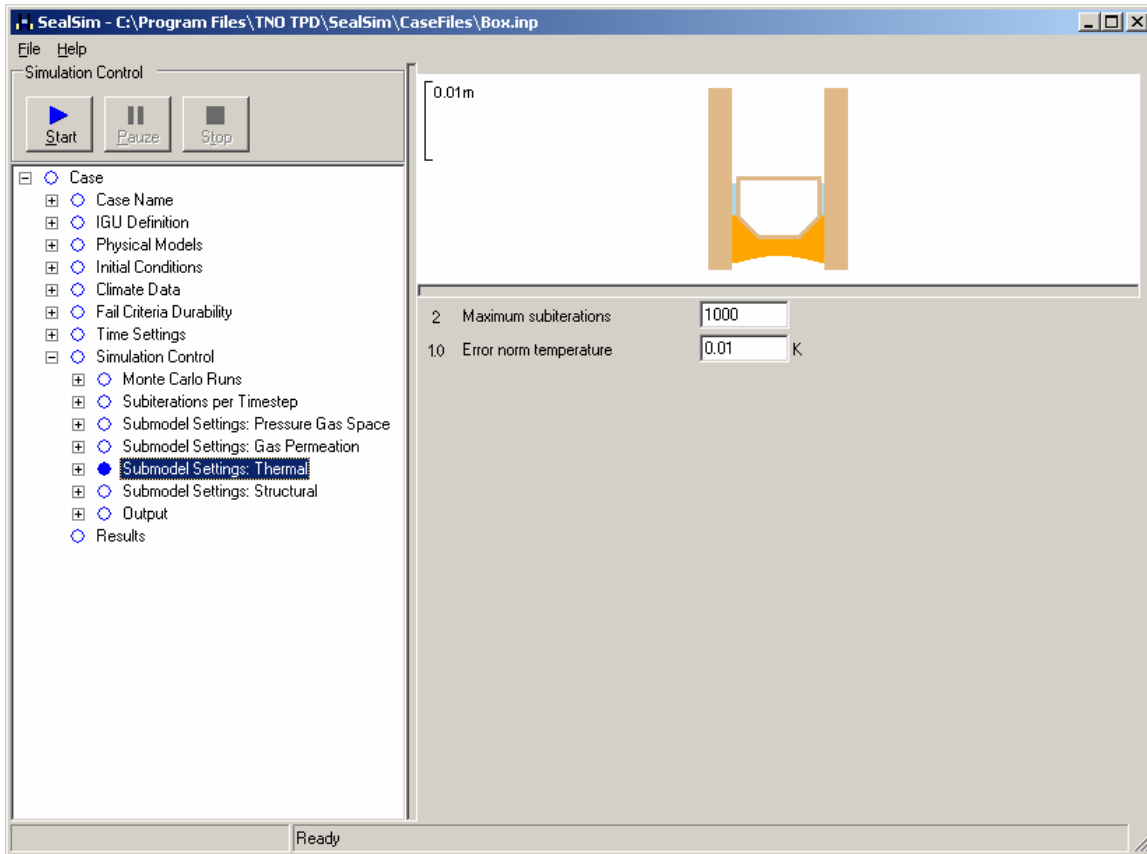 SealSim - C:\Program Files\TNO TPD\SealSim\CaseFiles\Box.inp
File Help
Simulation Control
Start Pauze Stop
0.01m
Case
Case Name
IGU Definition
Physical Models
Initial Conditions
Climate Data
Fail Criteria Durability
Time Settings
Simulation Control
Monte Carlo Runs
Subiterations per Timestep
Submodel Settings: Pressure Gas Space
Submodel Settings: Gas Permeation
Submodel Settings: Thermal
Submodel Settings: Structural
Output
Results
2 Maximum subiterations 1000
1.0 Error norm temperature 0.01 K
Ready